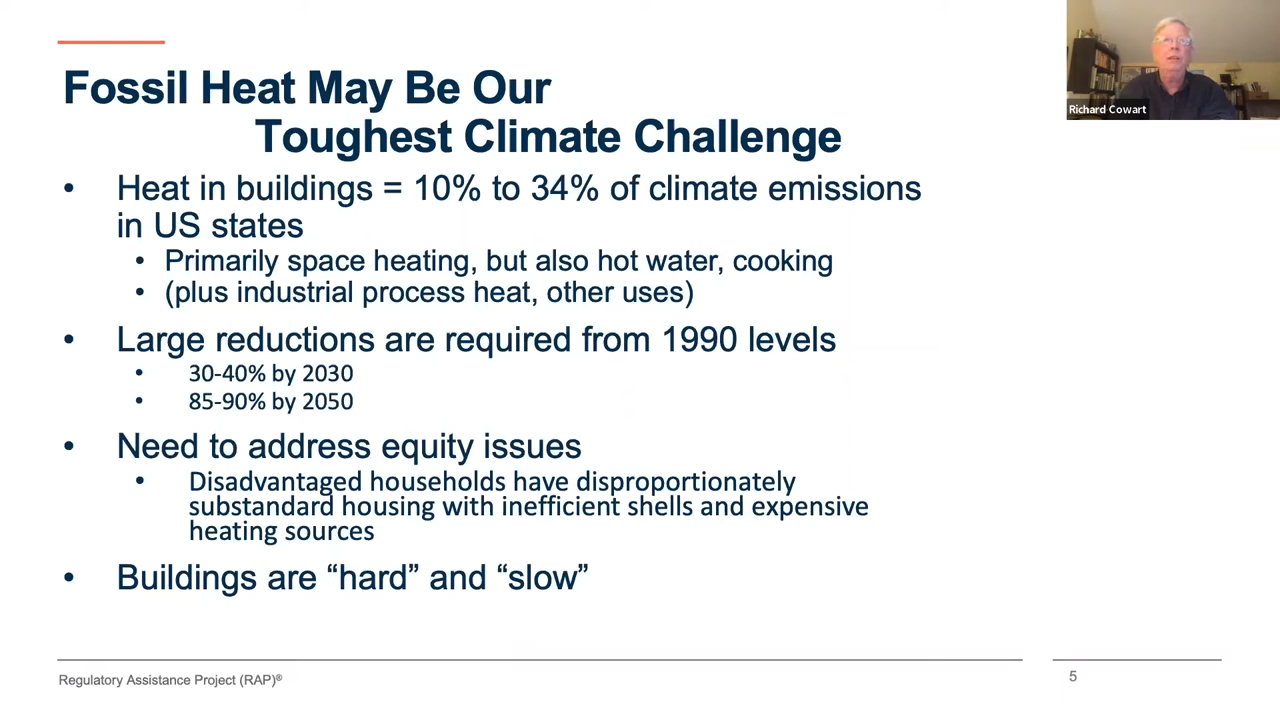 Fossil Heat May Be Our
Toughest Climate Challenge
• Heat in buildings = 10% to 34% of climate emissions
in US states
• Primarily space heating, but also hot water, cooking
• (plus industrial process heat, other uses)
• Large reductions are required from 1990 levels
• 30-40% by 2030
• 85-90% by 2050
• Need to address equity issues
• Disadvantaged households have disproportionately
substandard housing with inefficient shells and expensive
heating sources
• Buildings are “hard” and “slow”
Regulatory Assistance Project (RAP)®
5
Richard Cowart